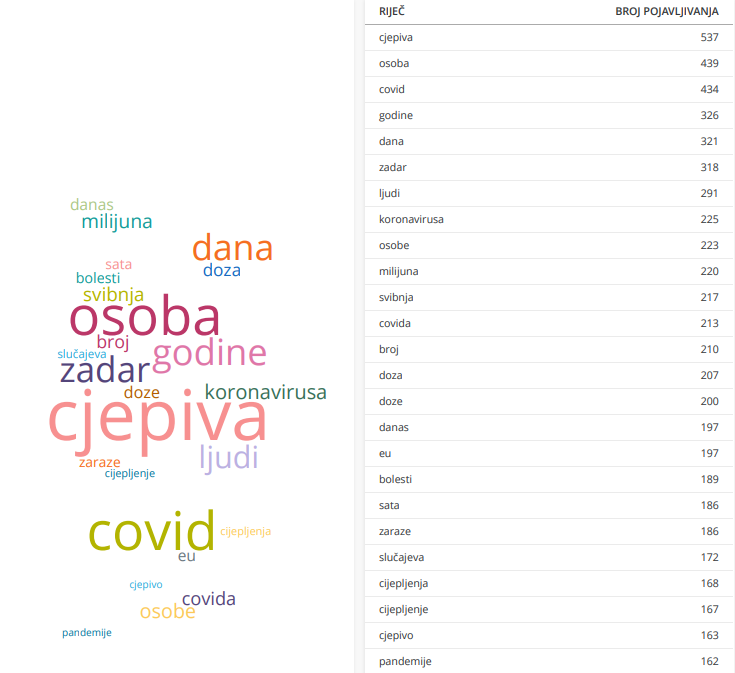 danas
milijuna
dana
sata
doza
bolesti
svibnja
osoba
broj
slučajeva
godine
zadar
doze
koronavirusa
cjepiva
ljudi
zaraze
cijepljenje
covid
cijepljenja
eu
cjepivo
covida
osobe
pandemije
RIJEČ BROJ POJAVLJIVANJA
cjepiva 537
osoba 439
covid 434
godine 326
dana 321
zadar 318
ljudi 291
koronavirusa 225
osobe 223
milijuna 220
svibnja 217
covida 213
broj 210
doza 207
doze 200
danas 197
eu 197
bolesti 189
sata 186
zaraze 186
slučajeva 172
cijepljenja 168
cijepljenje 167
cjepivo 163
pandemije 162